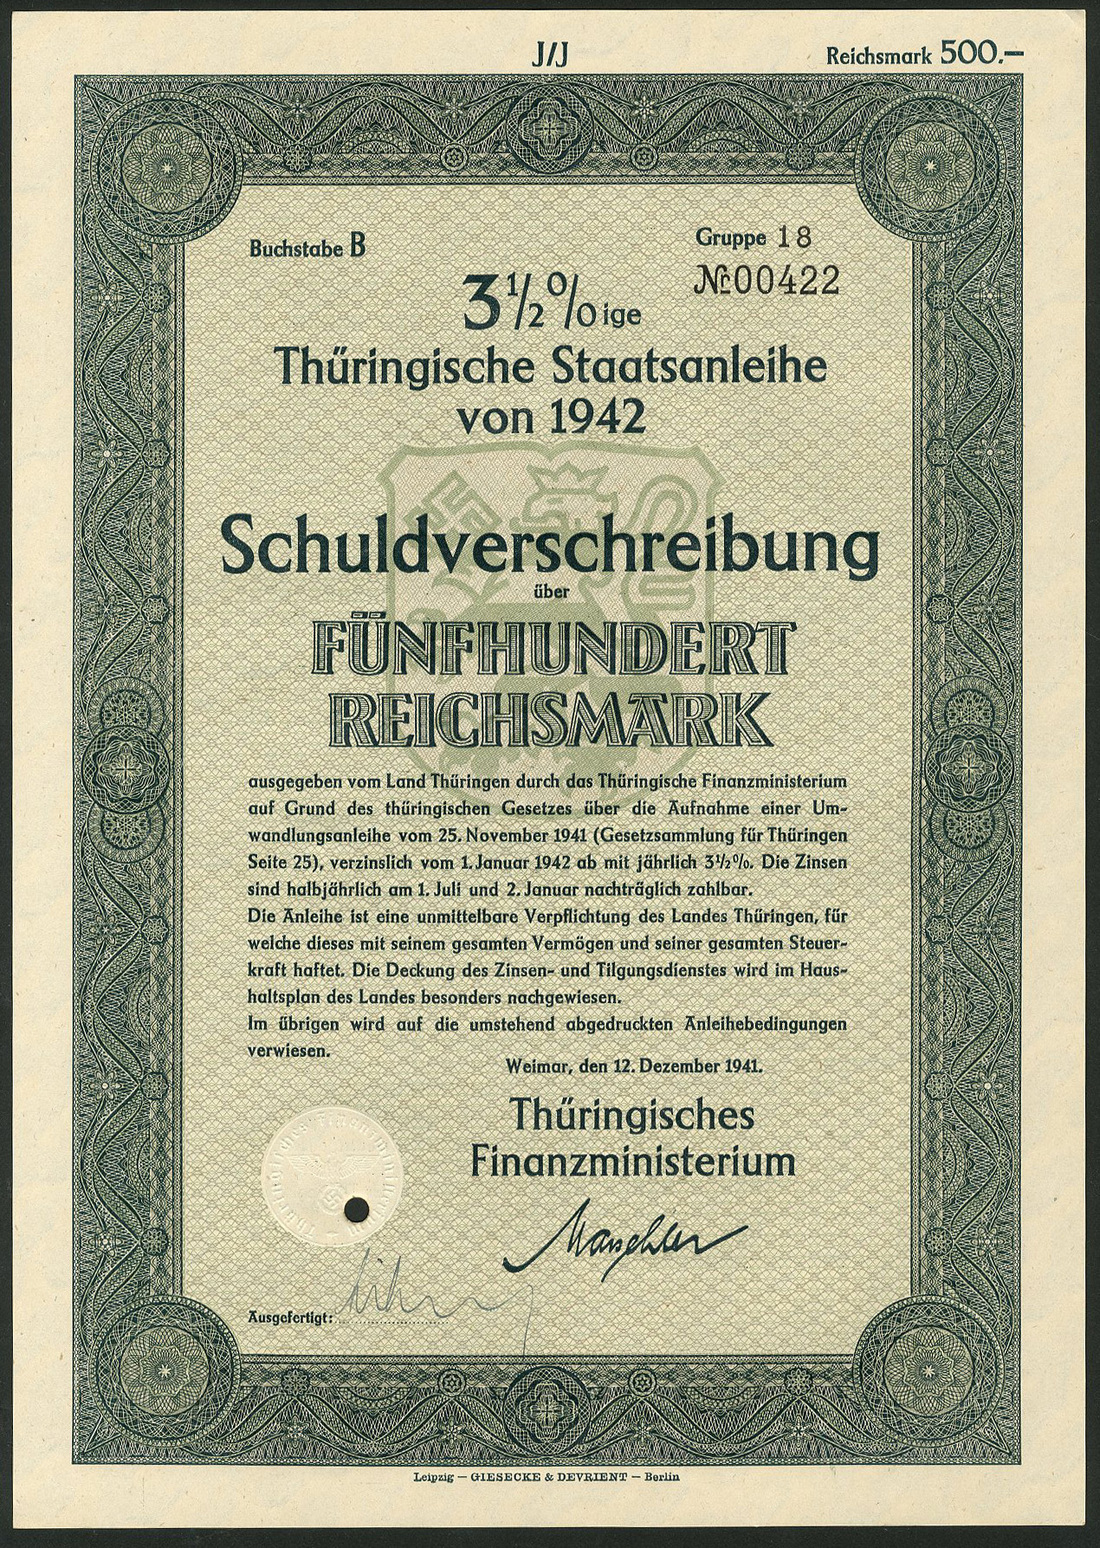 J/J
Reichsmark 500.—
Buchstabe B
Gruppe 18
№ 00422
3½%ige
Thüringische Staatsanleihe
von 1942
Schuldverschreibung
über
FÜNFHUNDERT
REICHSMARK
ausgegeben vom Land Thüringen durch das Thüringische Finanzministerium
auf Grund des thüringischen Gesetzes über die Aufnahme einer Um-
wandlungsanleihe vom 25. November 1941 (Gesetzsammlung für Thüringen
Seite 25), verzinslich vom 1. Januar 1942 ab mit jährlich 3½%. Die Zinsen
sind halbjährlich am 1. Juli und 2. Januar nachträglich zahlbar.
Die Anleihe ist eine unmittelbare Verpflichtung des Landes Thüringen, für
welche dieses mit seinem gesamten Vermögen und seiner gesamten Steuer-
kraft haftet. Die Deckung des Zinsen- und Tilgungsdienstes wird im Haus-
haltsplan des Landes besonders nachgewiesen.
Im übrigen wird auf die umstehend abgedruckten Anleihebedingungen
verwiesen.
Weimar, den 12. Dezember 1941.
Thüringisches
Finanzministerium
Ausgefertigt:
Leipzig — GIESECKE & DEVRIENT — Berlin